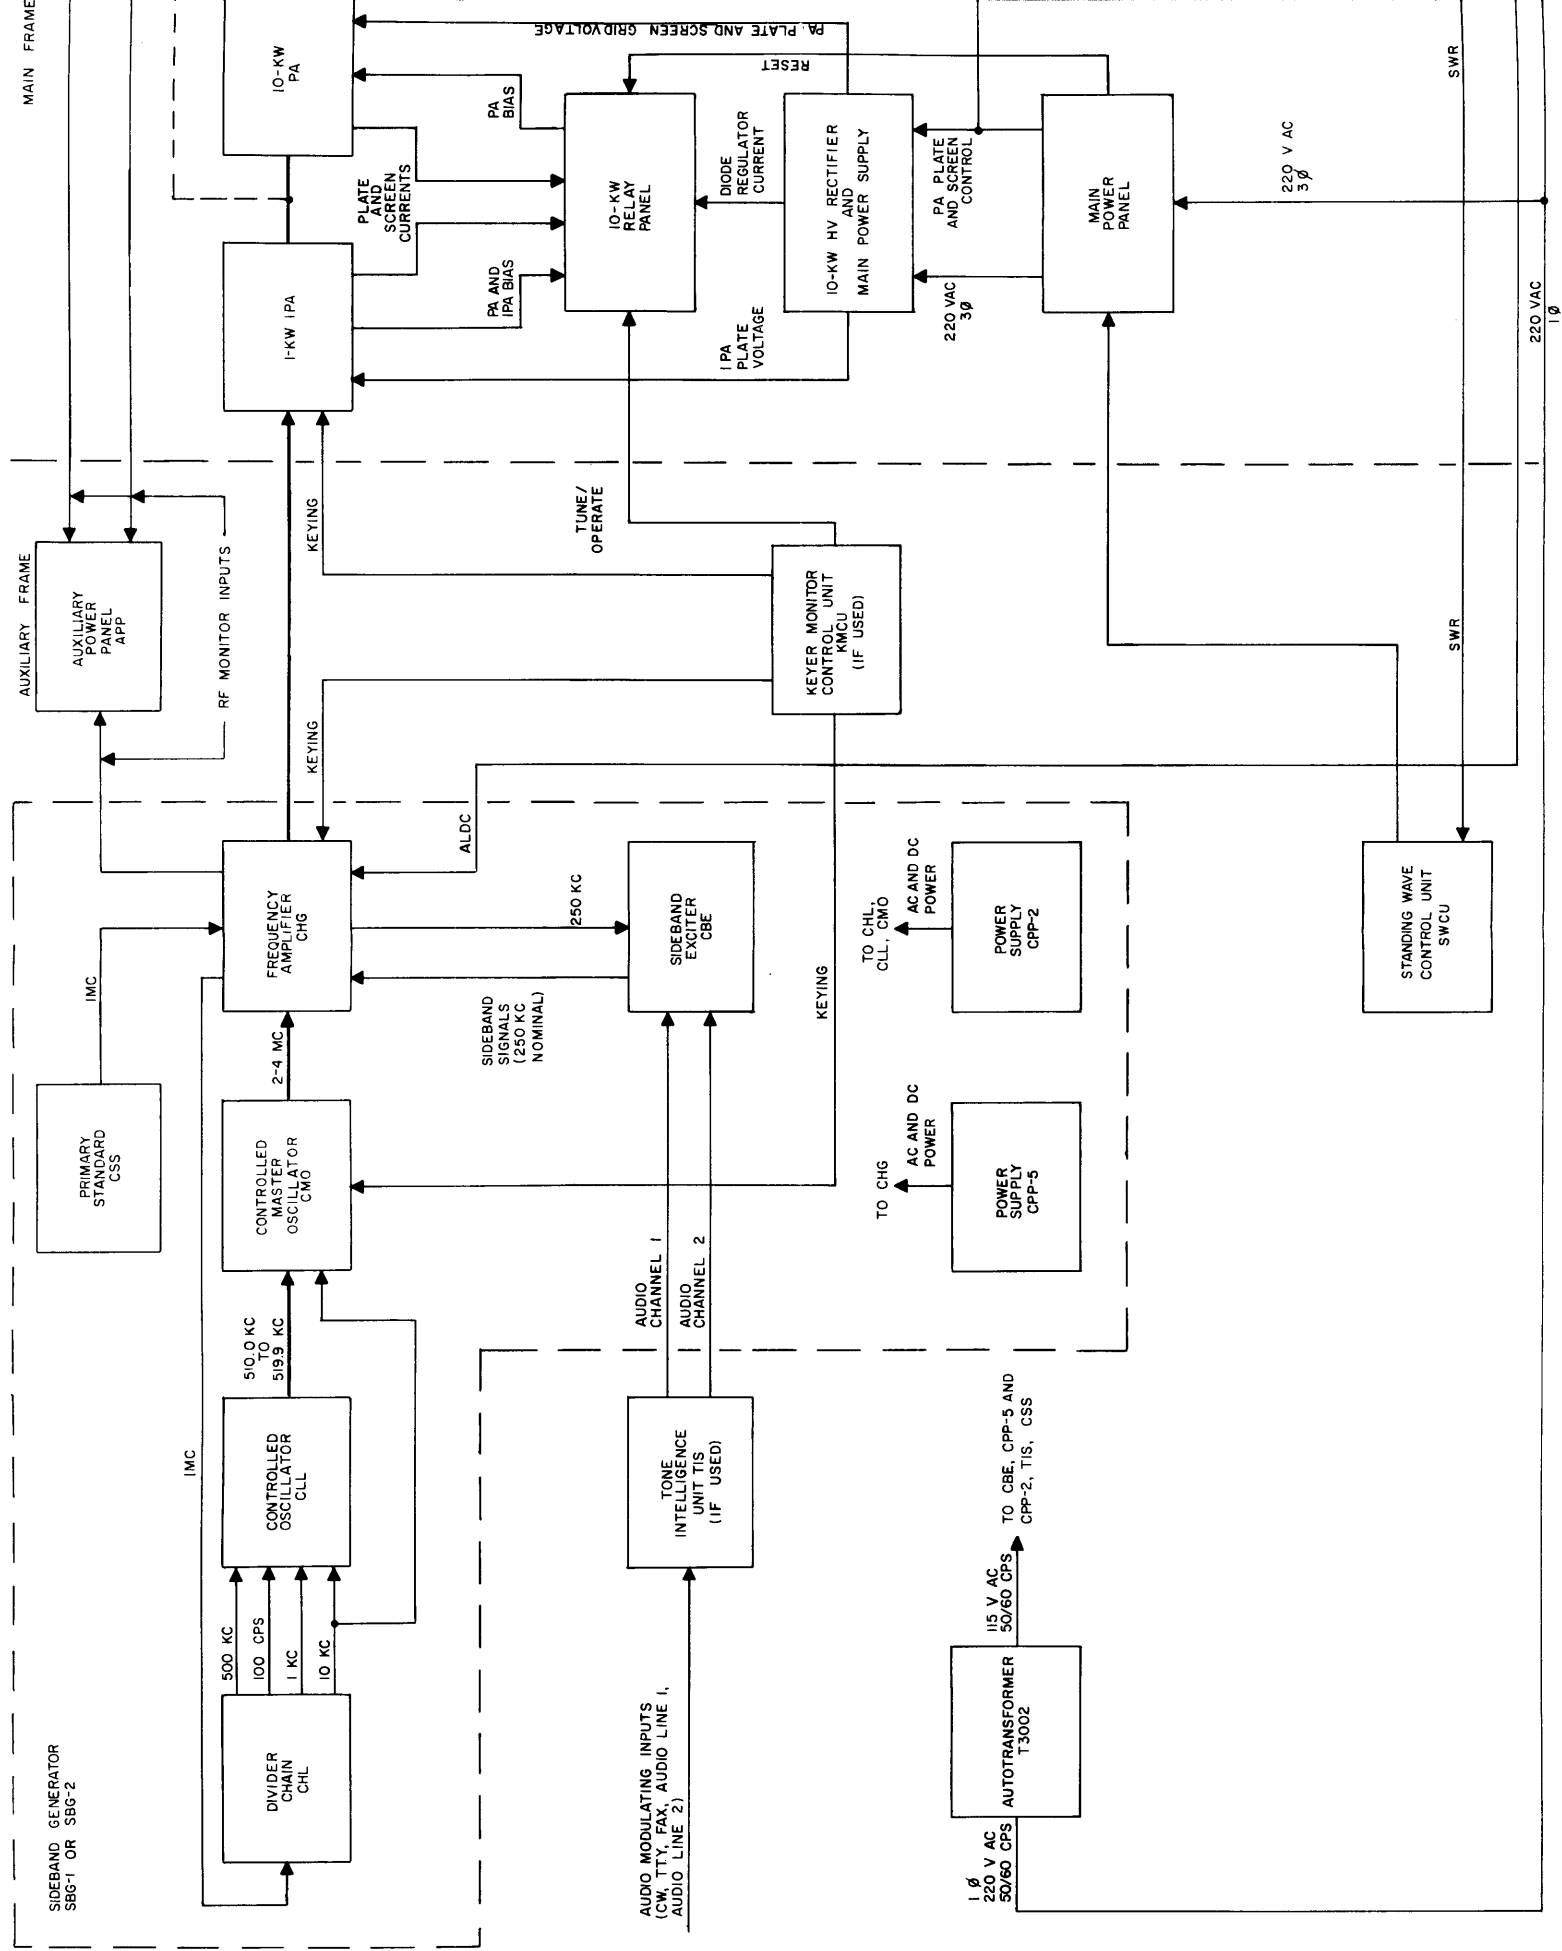 SIDEBAND GENERATOR
SBG-1 OR SBG-2
AUXILIARY FRAME
MAIN FRAME
PRIMARY
STANDARD
CSS
1MC
AUXILIARY
POWER
PANEL
APP
RF MONITOR INPUTS
1MC
DIVIDER
CHAIN
CHL
500 KC
100 CPS
1 KC
10 KC
CONTROLLED
OSCILLATOR
CLL
510.0 KC
TO
519.9 KC
CONTROLLED
MASTER
OSCILLATOR
CMO
2-4 MC
FREQUENCY
AMPLIFIER
CHG
KEYING
KEYING
1-KW IPA
10-KW
PA
PLATE
AND
SCREEN
CURRENTS
ALDC
SIDEBAND
SIGNALS
(250 KC
NOMINAL)
250 KC
PA AND
IPA BIAS
PA
BIAS
PA PLATE AND SCREEN GRID VOLTAGE
AUDIO MODULATING INPUTS
(CW, TTY, FAX, AUDIO LINE 1,
AUDIO LINE 2)
TONE
INTELLIGENCE
UNIT TIS
(IF USED)
AUDIO
CHANNEL 1
AUDIO
CHANNEL 2
SIDEBAND
EXCITER
CBE
TUNE/
OPERATE
10-KW
RELAY
PANEL
RESET
KEYING
KEYER MONITOR
CONTROL UNIT
KMCU
(IF USED)
IPA
PLATE
VOLTAGE
DIODE
REGULATOR
CURRENT
10-KW HV RECTIFIER
AND
MAIN POWER SUPPLY
TO CHG
AC AND DC
POWER
POWER
SUPPLY
CPP-5
TO CHL,
CLL, CMO
AC AND DC
POWER
POWER
SUPPLY
CPP-2
220 VAC
3Ø
PA PLATE
AND SCREEN
CONTROL
MAIN
POWER
PANEL
1 Ø
220 V AC
50/60 CPS
AUTOTRANSFORMER
T3002
115 V AC
50/60 CPS
TO CBE, CPP-5 AND
CPP-2, TIS, CSS
220 V AC
3Ø
STANDING WAVE
CONTROL UNIT
SWCU
SWR
SWR
220 VAC
1Ø